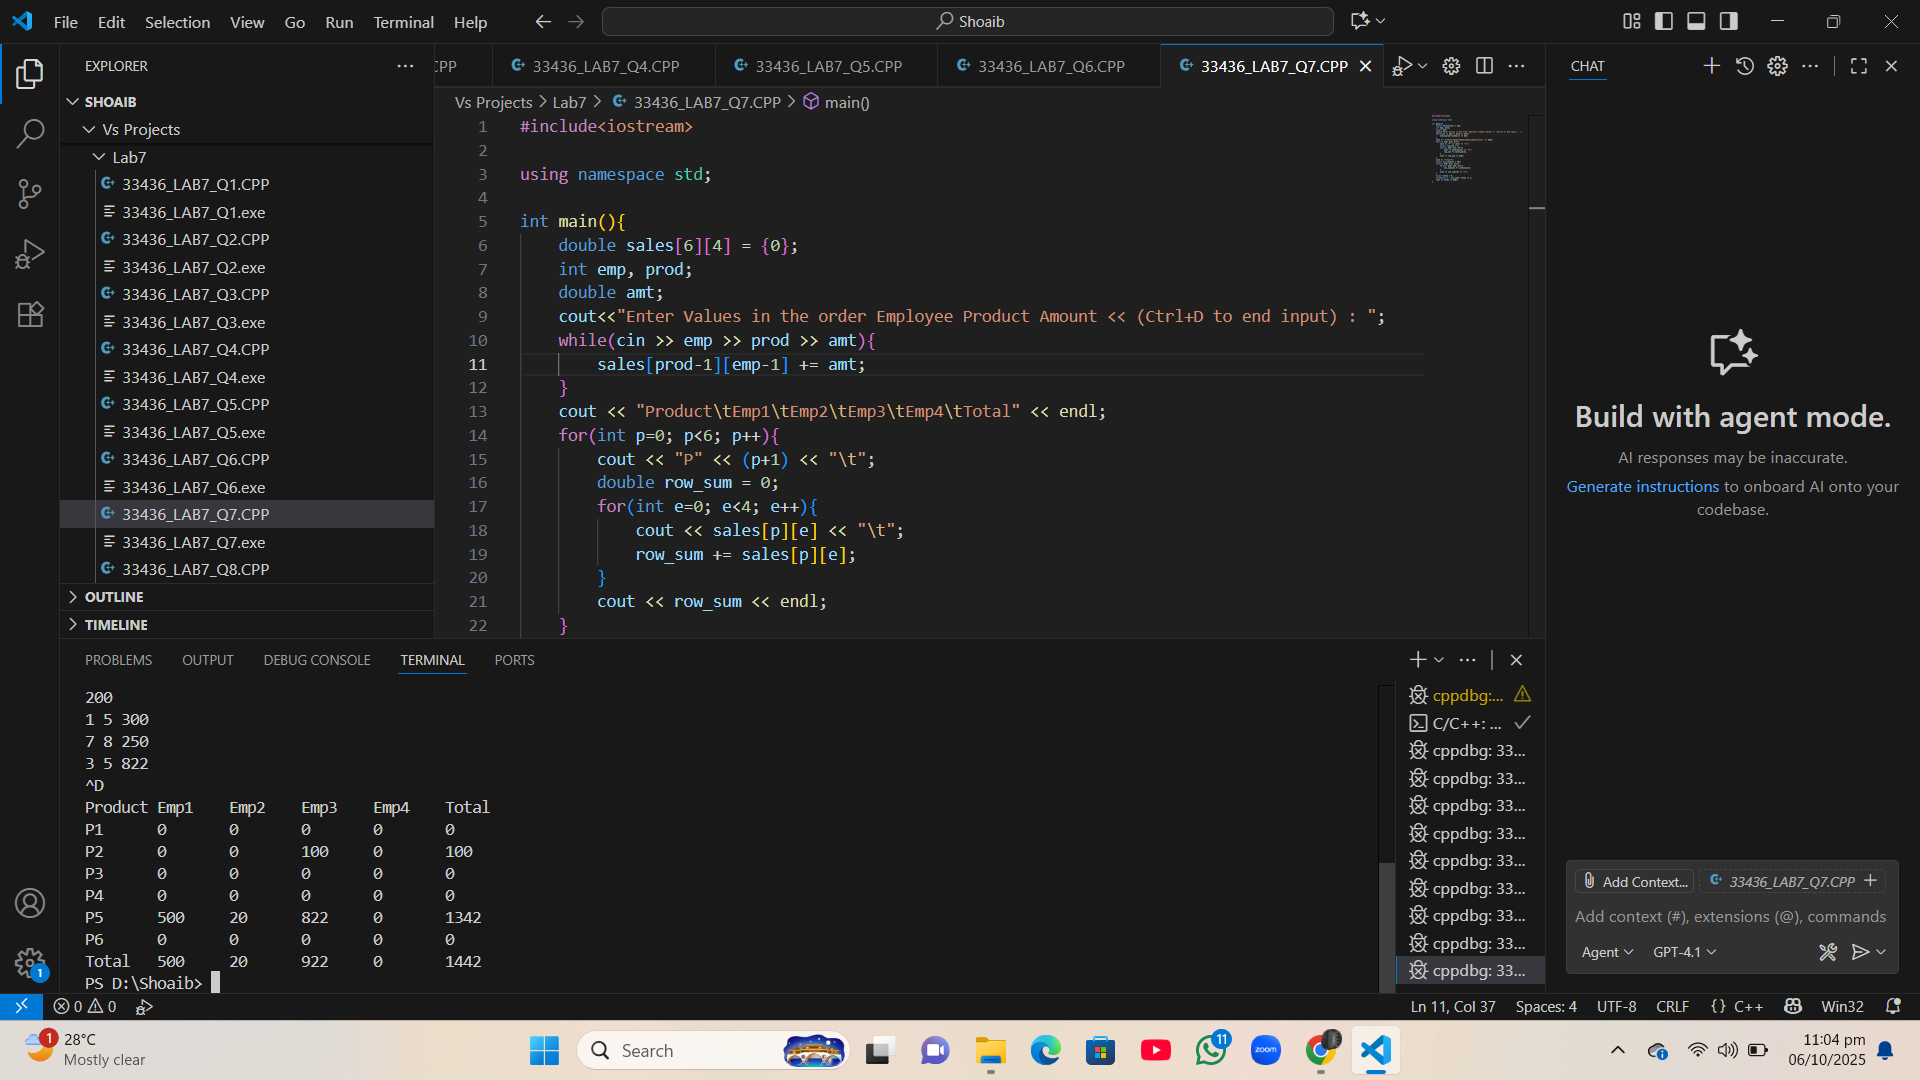 File Edit Selection View Go Run Terminal Help
Shoaib
EXPLORER
SHOAIB
Vs Projects
Lab7
33436_LAB7_Q1.CPP
33436_LAB7_Q1.exe
33436_LAB7_Q2.CPP
33436_LAB7_Q2.exe
33436_LAB7_Q3.CPP
33436_LAB7_Q3.exe
33436_LAB7_Q4.CPP
33436_LAB7_Q4.exe
33436_LAB7_Q5.CPP
33436_LAB7_Q5.exe
33436_LAB7_Q6.CPP
33436_LAB7_Q6.exe
33436_LAB7_Q7.CPP
33436_LAB7_Q7.exe
33436_LAB7_Q8.CPP
OUTLINE
TIMELINE
CPP 33436_LAB7_Q4.CPP 33436_LAB7_Q5.CPP 33436_LAB7_Q6.CPP 33436_LAB7_Q7.CPP
Vs Projects > Lab7 > 33436_LAB7_Q7.CPP > main()
1 #include<iostream>
2
3 using namespace std;
4
5 int main(){
6 double sales[6][4] = {0};
7 int emp, prod;
8 double amt;
9 cout<<"Enter Values in the order Employee Product Amount << (Ctrl+D to end input) : ";
10 while(cin >> emp >> prod >> amt){
11 sales[prod-1][emp-1] += amt;
12 }
13 cout << "Product\tEmp1\tEmp2\tEmp3\tEmp4\tTotal" << endl;
14 for(int p=0; p<6; p++){
15 cout << "P" << (p+1) << "\t";
16 double row_sum = 0;
17 for(int e=0; e<4; e++){
18 cout << sales[p][e] << "\t";
19 row_sum += sales[p][e];
20 }
21 cout << row_sum << endl;
22 }
PROBLEMS OUTPUT DEBUG CONSOLE TERMINAL PORTS
200
1 5 300
7 8 250
3 5 822
^D
Product Emp1 Emp2 Emp3 Emp4 Total
P1 0 0 0 0 0
P2 0 0 100 0 100
P3 0 0 0 0 0
P4 0 0 0 0 0
P5 500 20 822 0 1342
P6 0 0 0 0 0
Total 500 20 922 0 1442
PS D:\Shoaib>
cppdbg:...
C/C++: ...
cppdbg: 33...
cppdbg: 33...
cppdbg: 33...
cppdbg: 33...
cppdbg: 33...
cppdbg: 33...
cppdbg: 33...
cppdbg: 33...
cppdbg: 33...
CHAT
Build with agent mode.
AI responses may be inaccurate.
Generate instructions to onboard AI onto your
codebase.
Add Context... 33436_LAB7_Q7.CPP
Add context (#), extensions (@), commands
Agent GPT-4.1
1
0 0
Ln 11, Col 37 Spaces: 4 UTF-8 CRLF {} C++ Win32
1
28°C
Mostly clear
Search
11
zoom
11:04 pm
06/10/2025